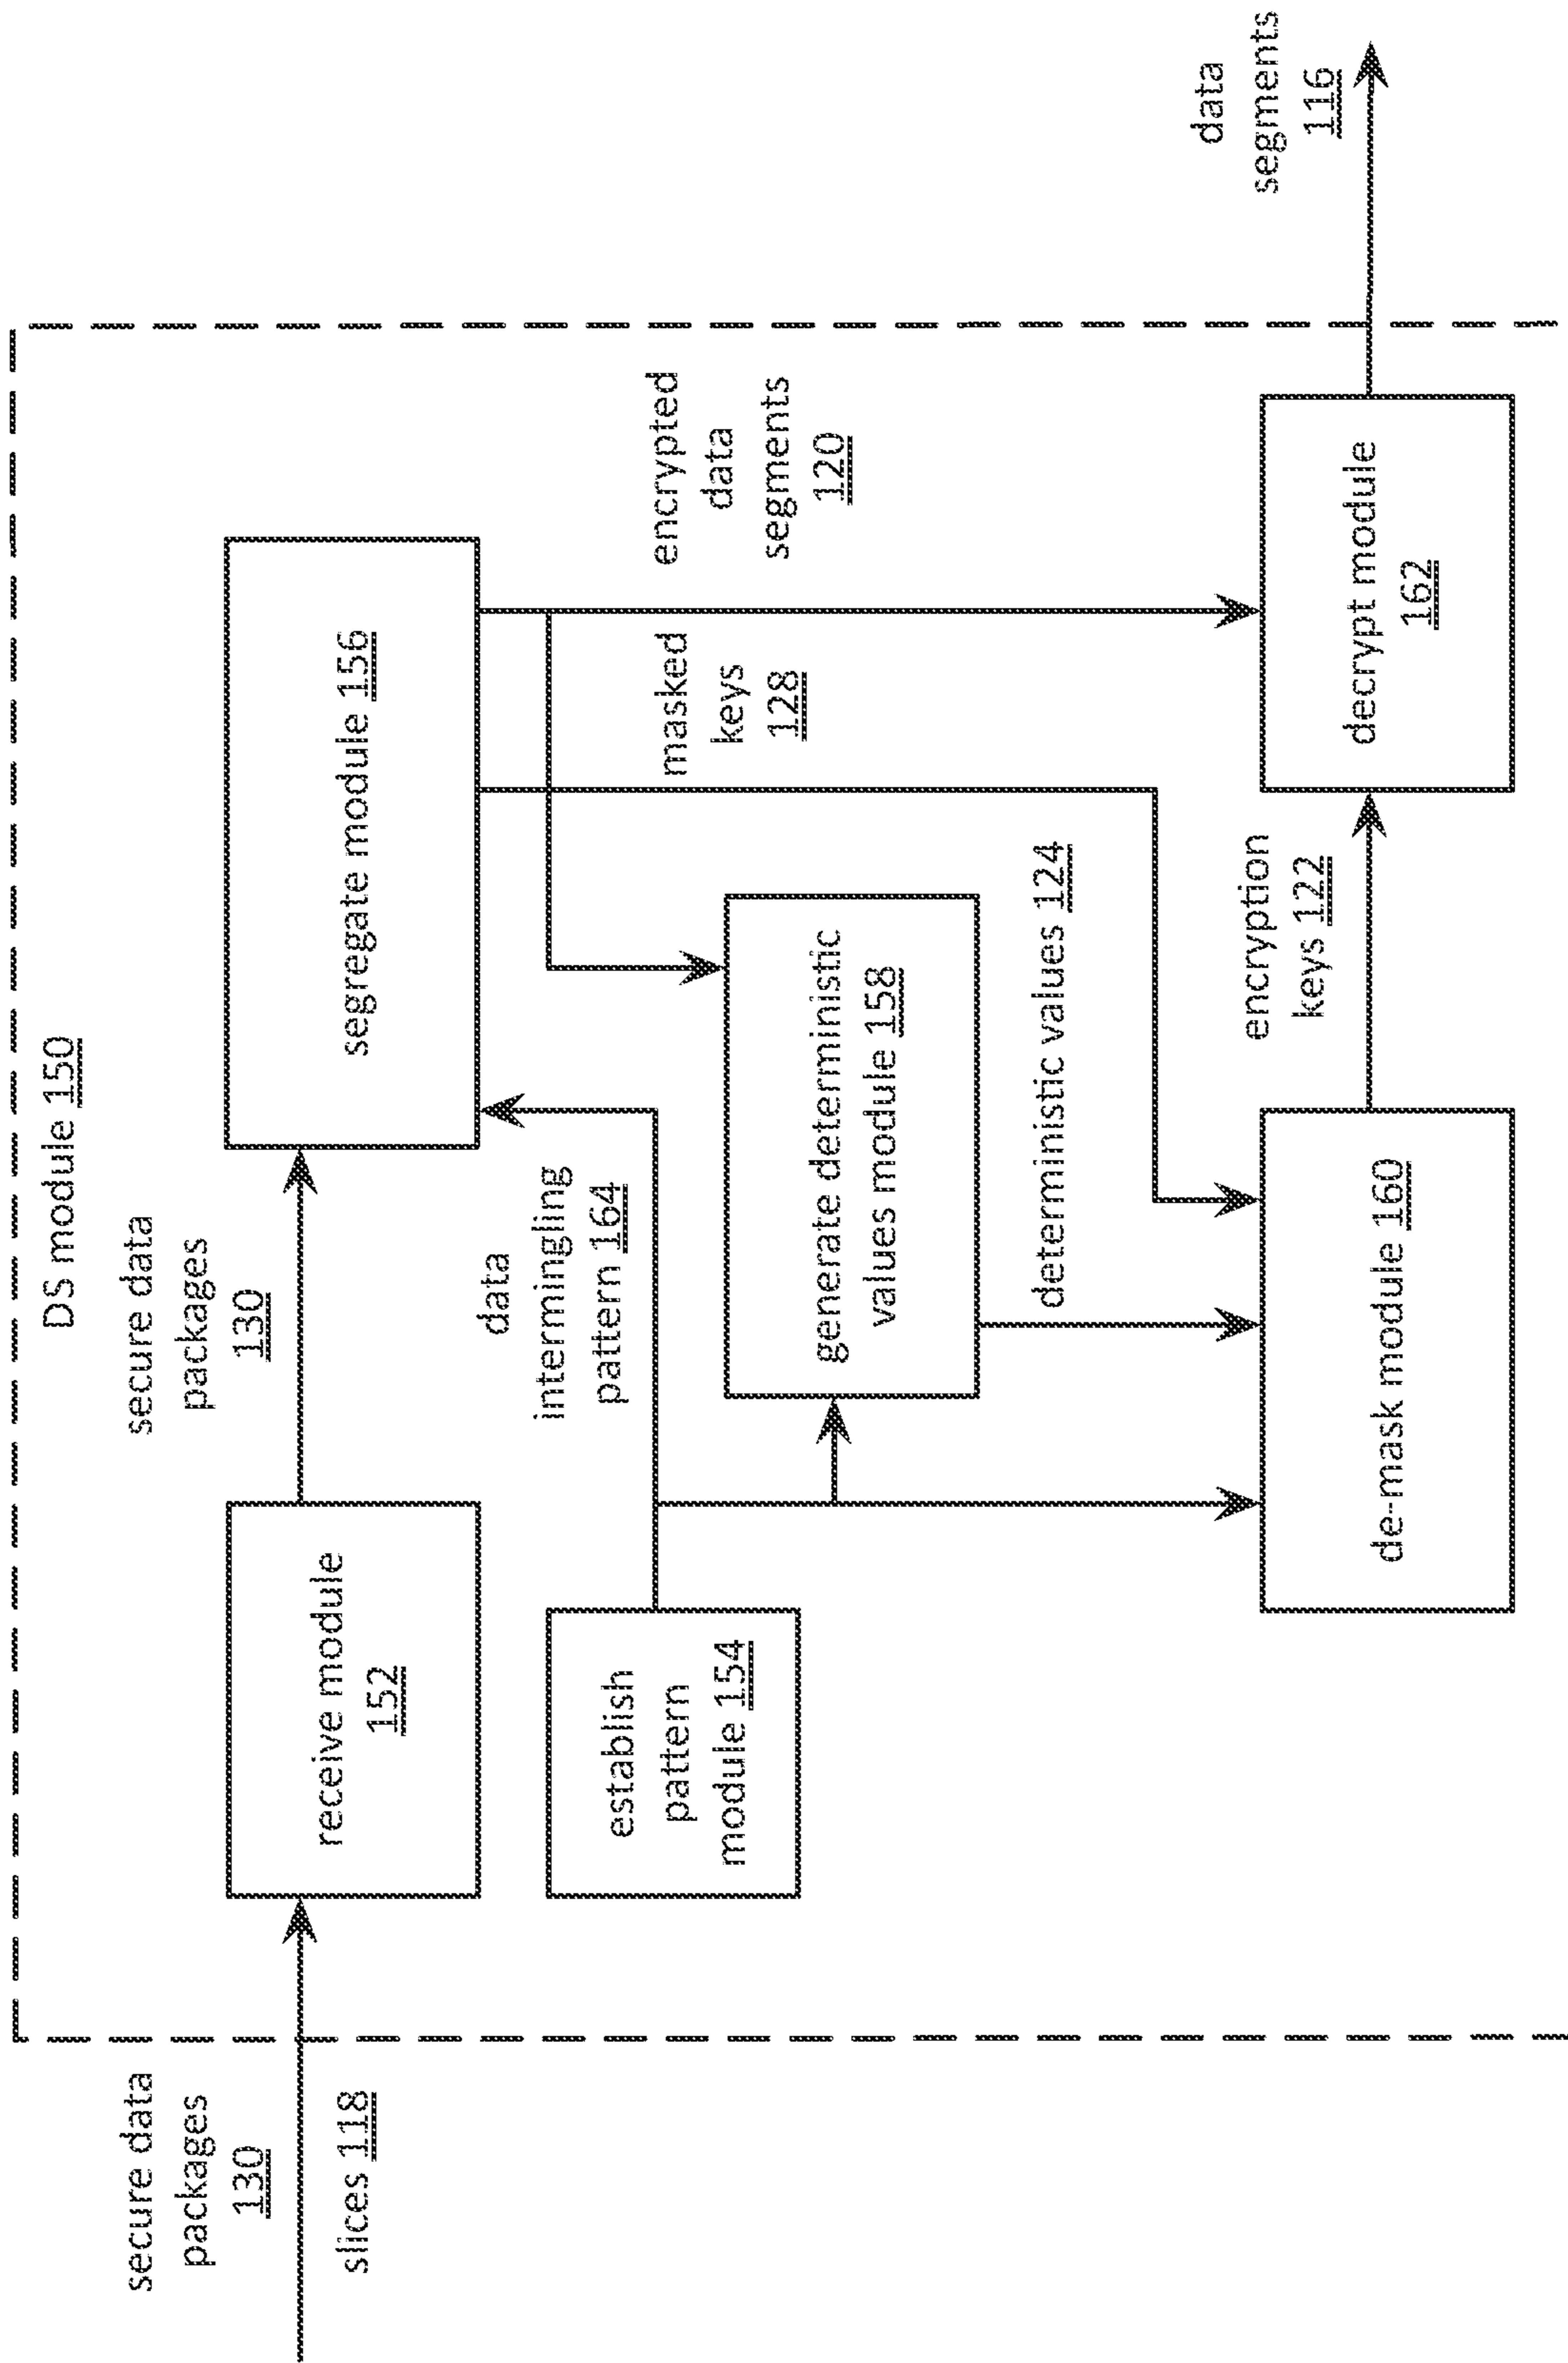 DS module 150
secure data
packages
130
slices 118
receive module
152
secure data
packages
130
segregate module 156
establish
pattern
module 154
data
intermingling
pattern 164
generate deterministic
values module 158
masked
keys
128
encrypted
data
segments
120
deterministic values 124
de-mask module 160
encryption
keys 122
decrypt module
162
data
segments
116